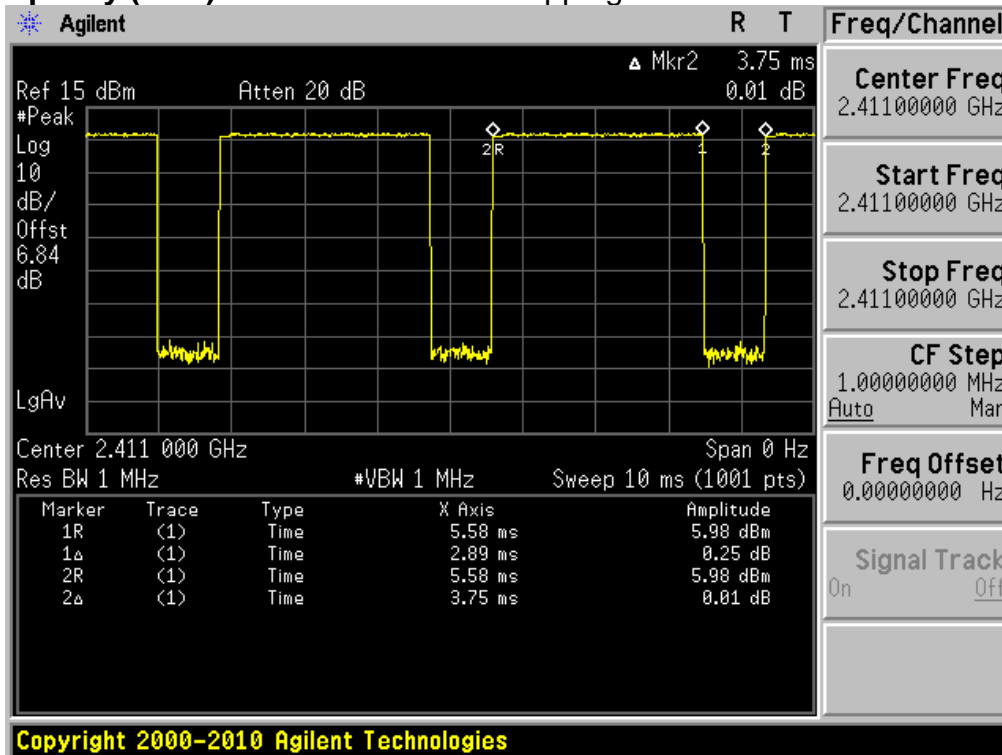 Agilent R T
Freq/Channel
Δ Mkr2 3.75 ms
Ref 15 dBm Atten 20 dB 0.01 dB
#Peak
Log
10
dB/
Offst
6.84
dB
LgAv
2R 1 2
Center 2.411 000 GHz Span 0 Hz
Res BW 1 MHz #VBW 1 MHz Sweep 10 ms (1001 pts)
Marker Trace Type X Axis Amplitude
1R (1) Time 5.58 ms 5.98 dBm
1Δ (1) Time 2.89 ms 0.25 dB
2R (1) Time 5.58 ms 5.98 dBm
2Δ (1) Time 3.75 ms 0.01 dB
Center Freq
2.41100000 GHz
Start Freq
2.41100000 GHz
Stop Freq
2.41100000 GHz
CF Step
1.00000000 MHz
Auto Man
Freq Offset
0.00000000 Hz
Signal Track
On Off
Copyright 2000-2010 Agilent Technologies